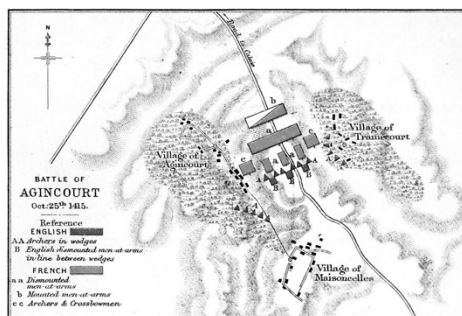 N
Road to Calais
b
a
c
c
Village of
Tramecourt
Village of
Agincourt
a
a
A
A
B
B
BATTLE OF
AGINCOURT
Oct. 25th 1415.
Reference
ENGLISH
AA Archers in wedges
B English dismounted men-at-arms
in line between wedges
FRENCH
a a Dismounted
men-at-arms
b Mounted men-at-arms
c c Archers & Crossbowmen
Village of
Maisoncelles